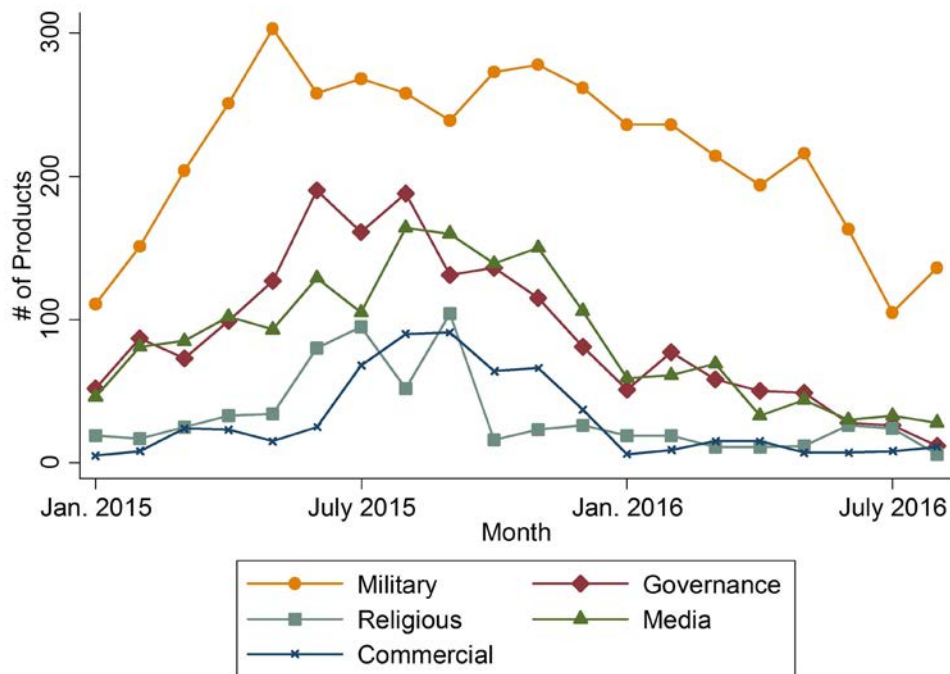 300
200
100
0
# of Products
Jan. 2015 July 2015 Jan. 2016 July 2016
Month
Military Governance
Religious Media
Commercial